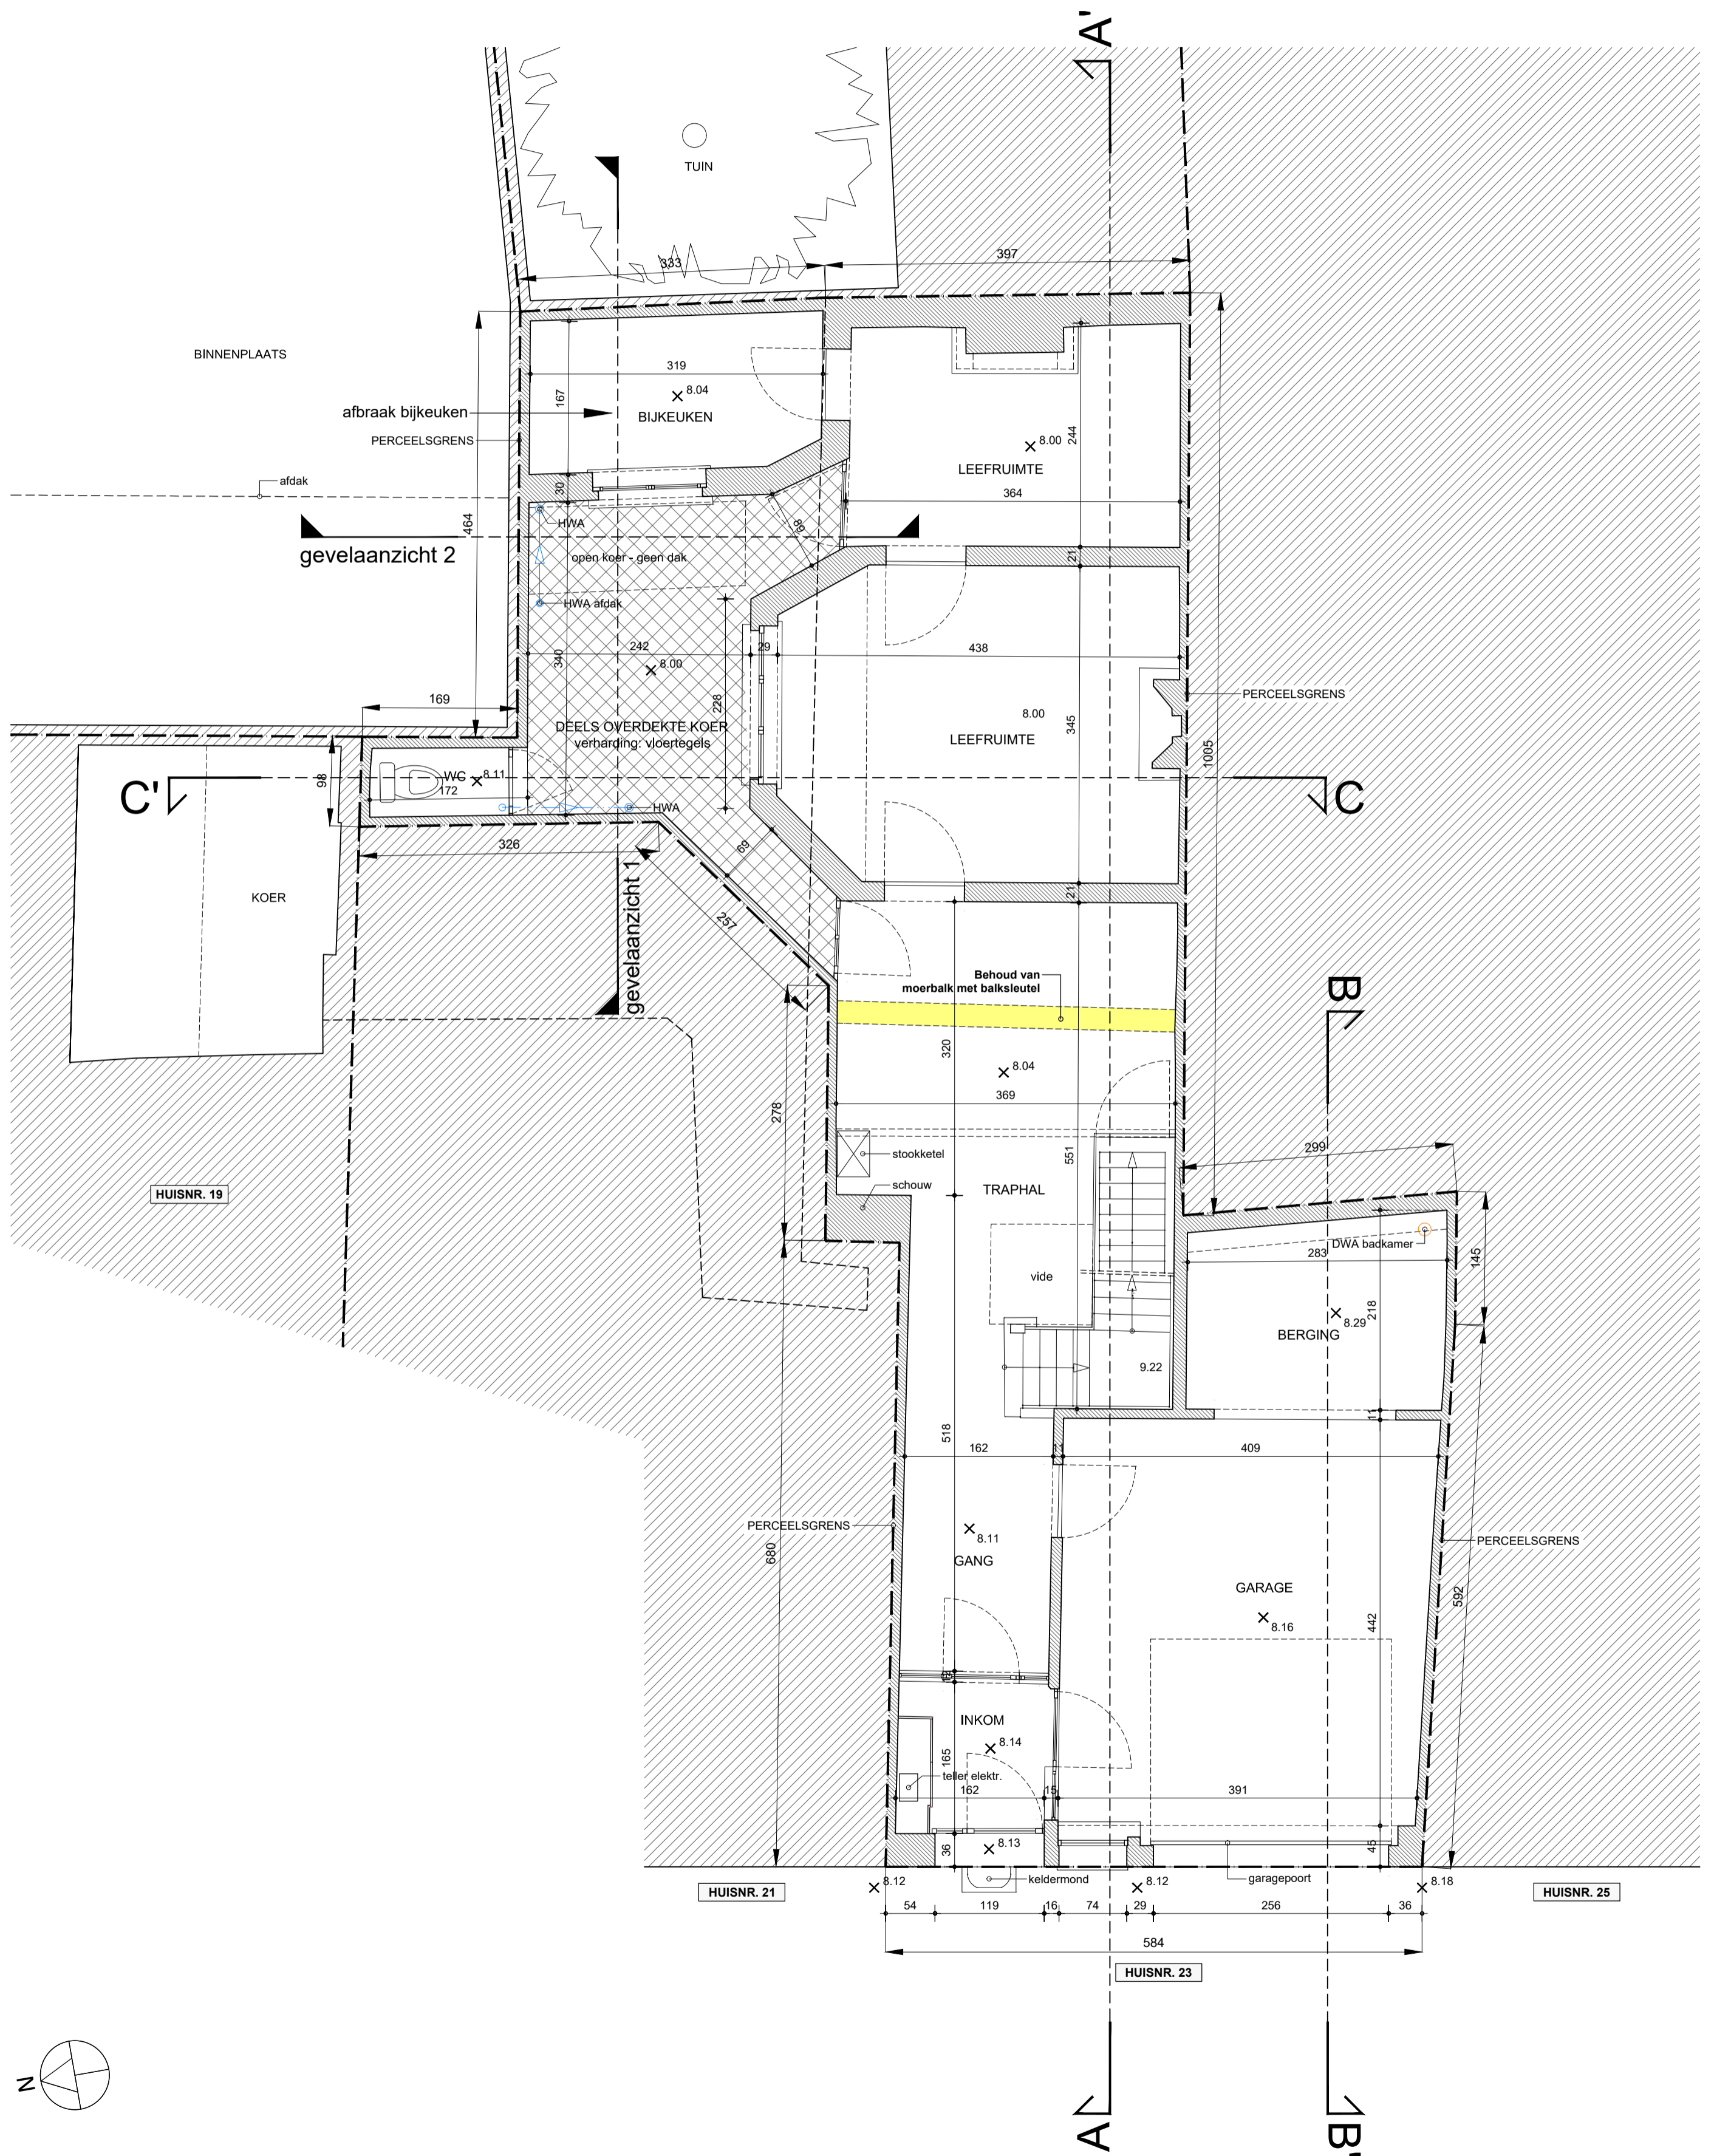 A'
TUIN
333
397
BINNENPLAATS
319
8.04
BIJKEUKEN
167
afbraak bijkeuken
PERCEELSGRENS
244
8.00
LEEFRUIMTE
364
afdak
30
464
HWA
89
gevelaanzicht 2
open koer - geen dak
21
HWA afdak
242
29
438
340
8.00
228
169
PERCEELSGRENS
8.00
345
LEEFRUIMTE
DEELS OVERDEKTE KOER
verharding: vloertegels
1005
98
WC
8.11
172
C'
C
HWA
326
69
gevelaanzicht 1
KOER
21
257
Behoud van
moerbalk met balksleutel
B
320
8.04
369
278
551
299
stookketel
HUISNR. 19
schouw
TRAPHAL
DWA badkamer
283
145
vide
218
8.29
BERGING
9.22
11
518
162
11
409
PERCEELSGRENS
8.11
GANG
PERCEELSGRENS
680
GARAGE
592
8.16
442
INKOM
8.14
165
teller elektr.
162
15
391
8.13
36
45
8.12
keldermond
8.12
garagepoort
8.18
HUISNR. 21
HUISNR. 25
54
119
16
74
29
256
36
584
HUISNR. 23
N
A
B'